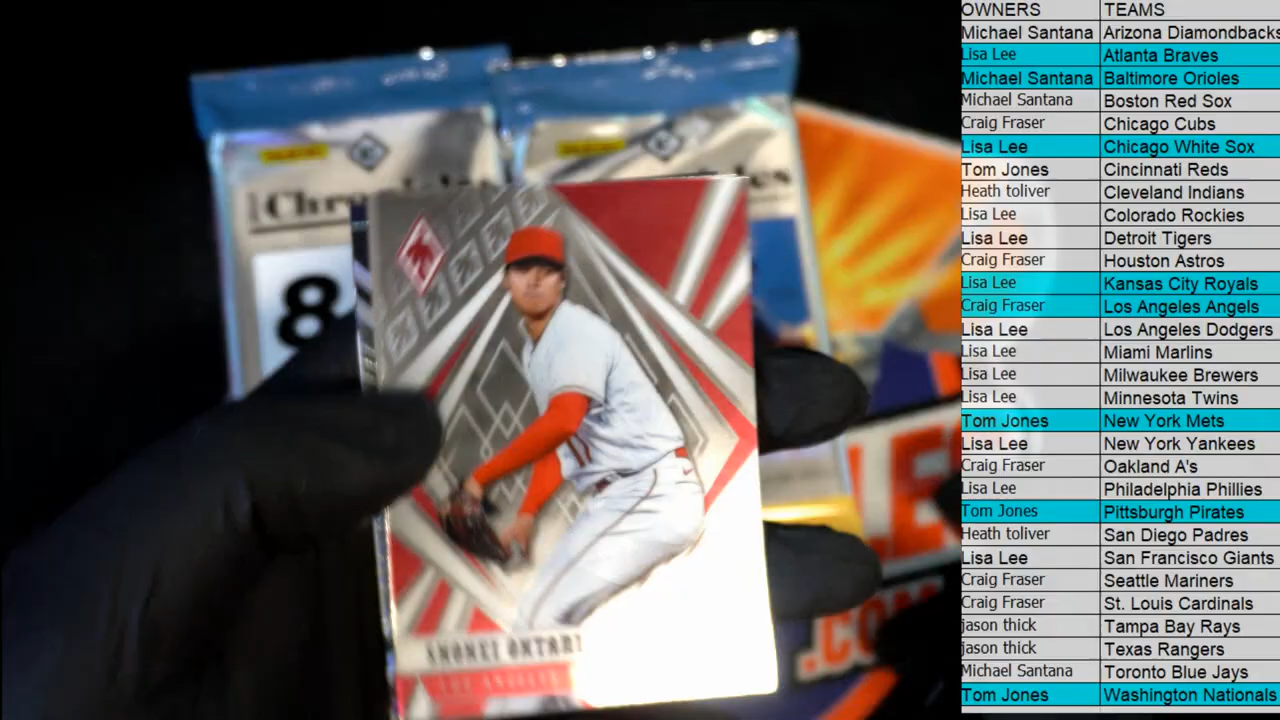 OWNERS TEAMS
Michael Santana Arizona Diamondbacks
Lisa Lee Atlanta Braves
Michael Santana Baltimore Orioles
Michael Santana Boston Red Sox
Craig Fraser Chicago Cubs
Lisa Lee Chicago White Sox
Tom Jones Cincinnati Reds
Heath toliver Cleveland Indians
Lisa Lee Colorado Rockies
Lisa Lee Detroit Tigers
Craig Fraser Houston Astros
Lisa Lee Kansas City Royals
Craig Fraser Los Angeles Angels
Lisa Lee Los Angeles Dodgers
Lisa Lee Miami Marlins
Lisa Lee Milwaukee Brewers
Lisa Lee Minnesota Twins
Tom Jones New York Mets
Lisa Lee New York Yankees
Craig Fraser Oakland A's
Lisa Lee Philadelphia Phillies
Tom Jones Pittsburgh Pirates
Heath toliver San Diego Padres
Lisa Lee San Francisco Giants
Craig Fraser Seattle Mariners
Craig Fraser St. Louis Cardinals
jason thick Tampa Bay Rays
jason thick Texas Rangers
Michael Santana Toronto Blue Jays
Tom Jones Washington Nationals
PANINI
8
17
SHOHEI OHTANI
LOS ANGELES
.CO